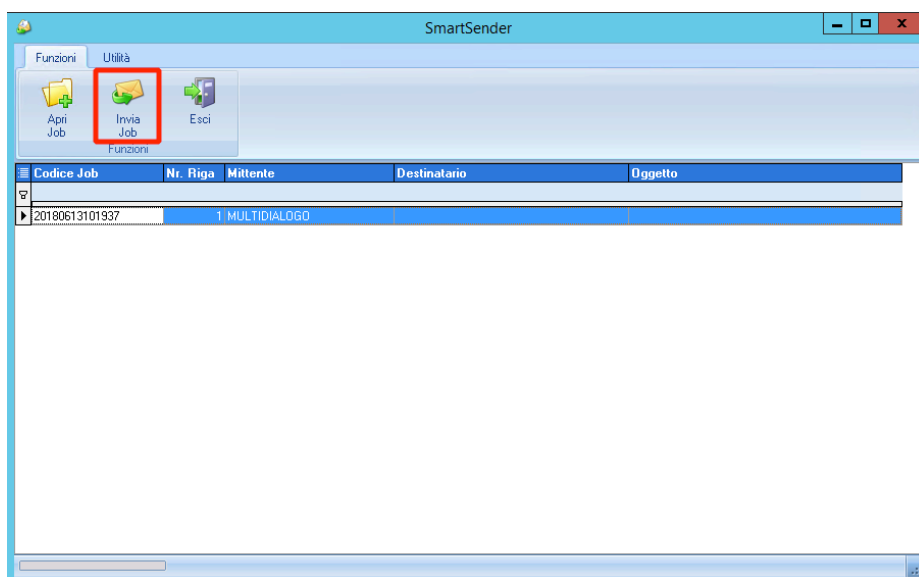 SmartSender
Funzioni Utilità
Apri Job
Invia Job
Esci
Funzioni
Codice Job Nr. Riga Mittente Destinatario Oggetto
20180613101937 1 MULTIDIALOGO